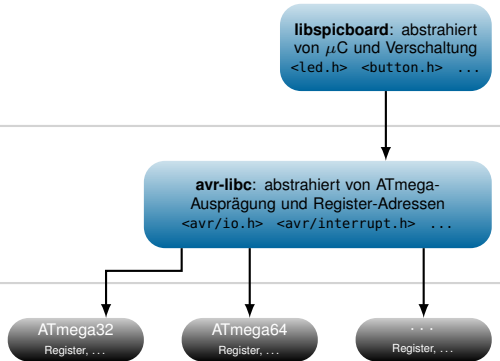 libspicboard: abstrahiert
von μC und Verschaltung
<led.h> <button.h> ...
avr-libc: abstrahiert von ATmega-
Ausprägung und Register-Adressen
<avr/io.h> <avr/interrupt.h> ...
ATmega32
Register, ...
ATmega64
Register, ...
...
Register, ...